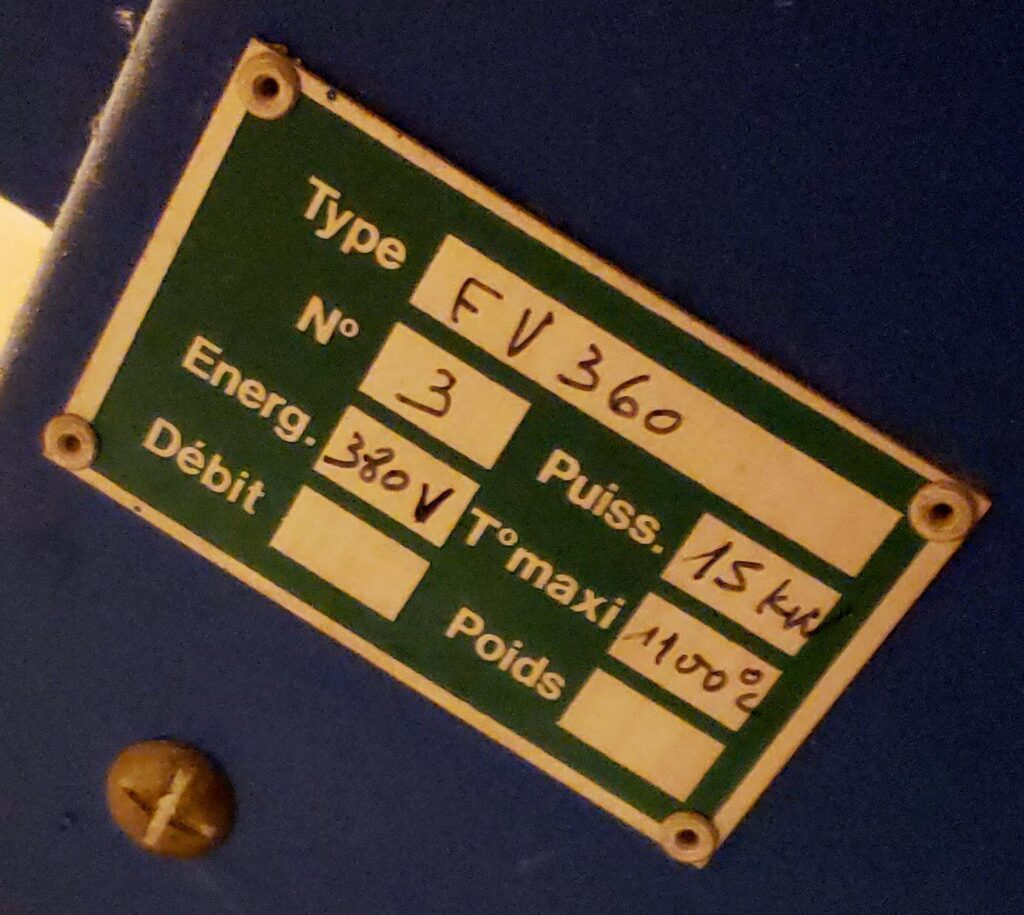 Type FV 360
N° 3 Puiss. 15 kW
Energ. 380V T° maxi 1100°C
Débit Poids